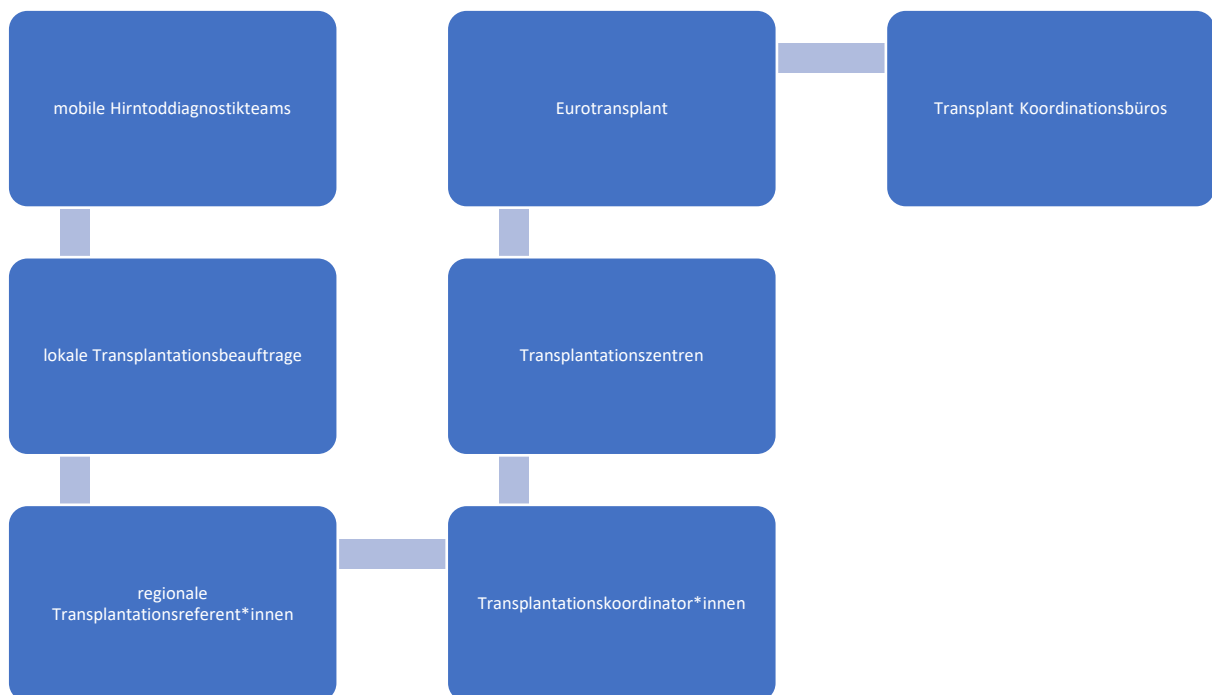 mobile Hirntoddiagnostikteams
lokale Transplantationsbeauftrage
regionale
Transplantationsreferent*innen
Transplantationskoordinator*innen
Transplantationszentren
Eurotransplant
Transplant Koordinationsbüros